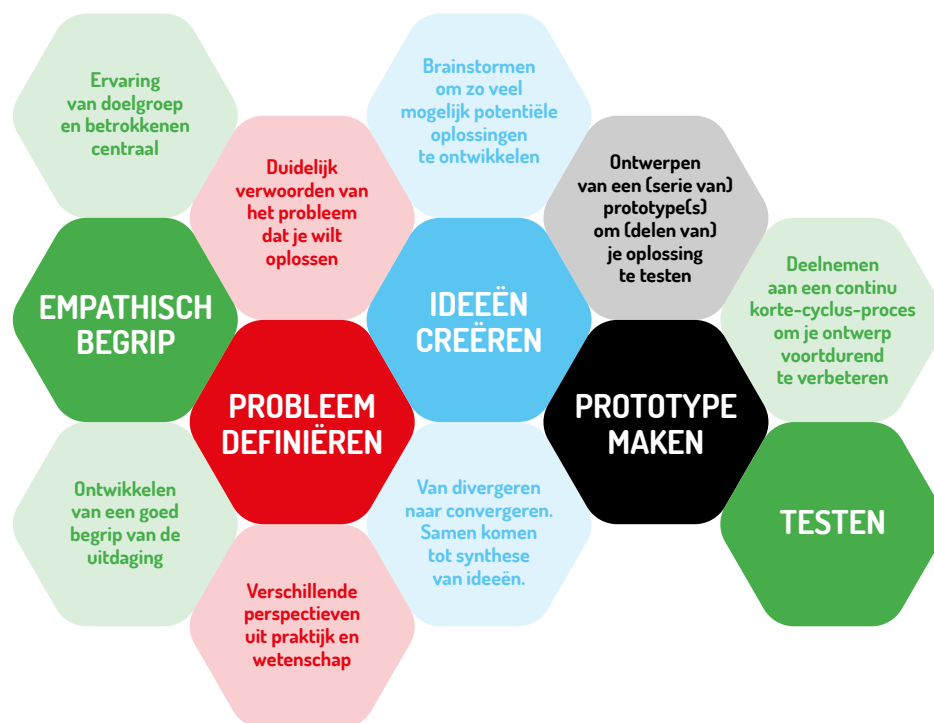 Ervaring
van doelgroep
en betrokkenen
centraal
EMPATHISCH
BEGRIP
Ontwikkelen
van een goed
begrip van de
uitdaging
Duidelijk
verwoorden van
het probleem
dat je wilt
oplossen
PROBLEEM
DEFINIËREN
Verschillende
perspectieven
uit praktijk en
wetenschap
Brainstormen
om zo veel
mogelijk potentiële
oplossingen
te ontwikkelen
IDEEËN
CREËREN
Van divergeren
naar convergeren.
Samen komen
tot synthese
van ideeën.
Ontwerpen
van een (serie van)
prototype(s)
om (delen van)
je oplossing
te testen
PROTOTYPE
MAKEN
Deelnemen
aan een continu
korte-cyclus-proces
om je ontwerp
voortdurend
te verbeteren
TESTEN